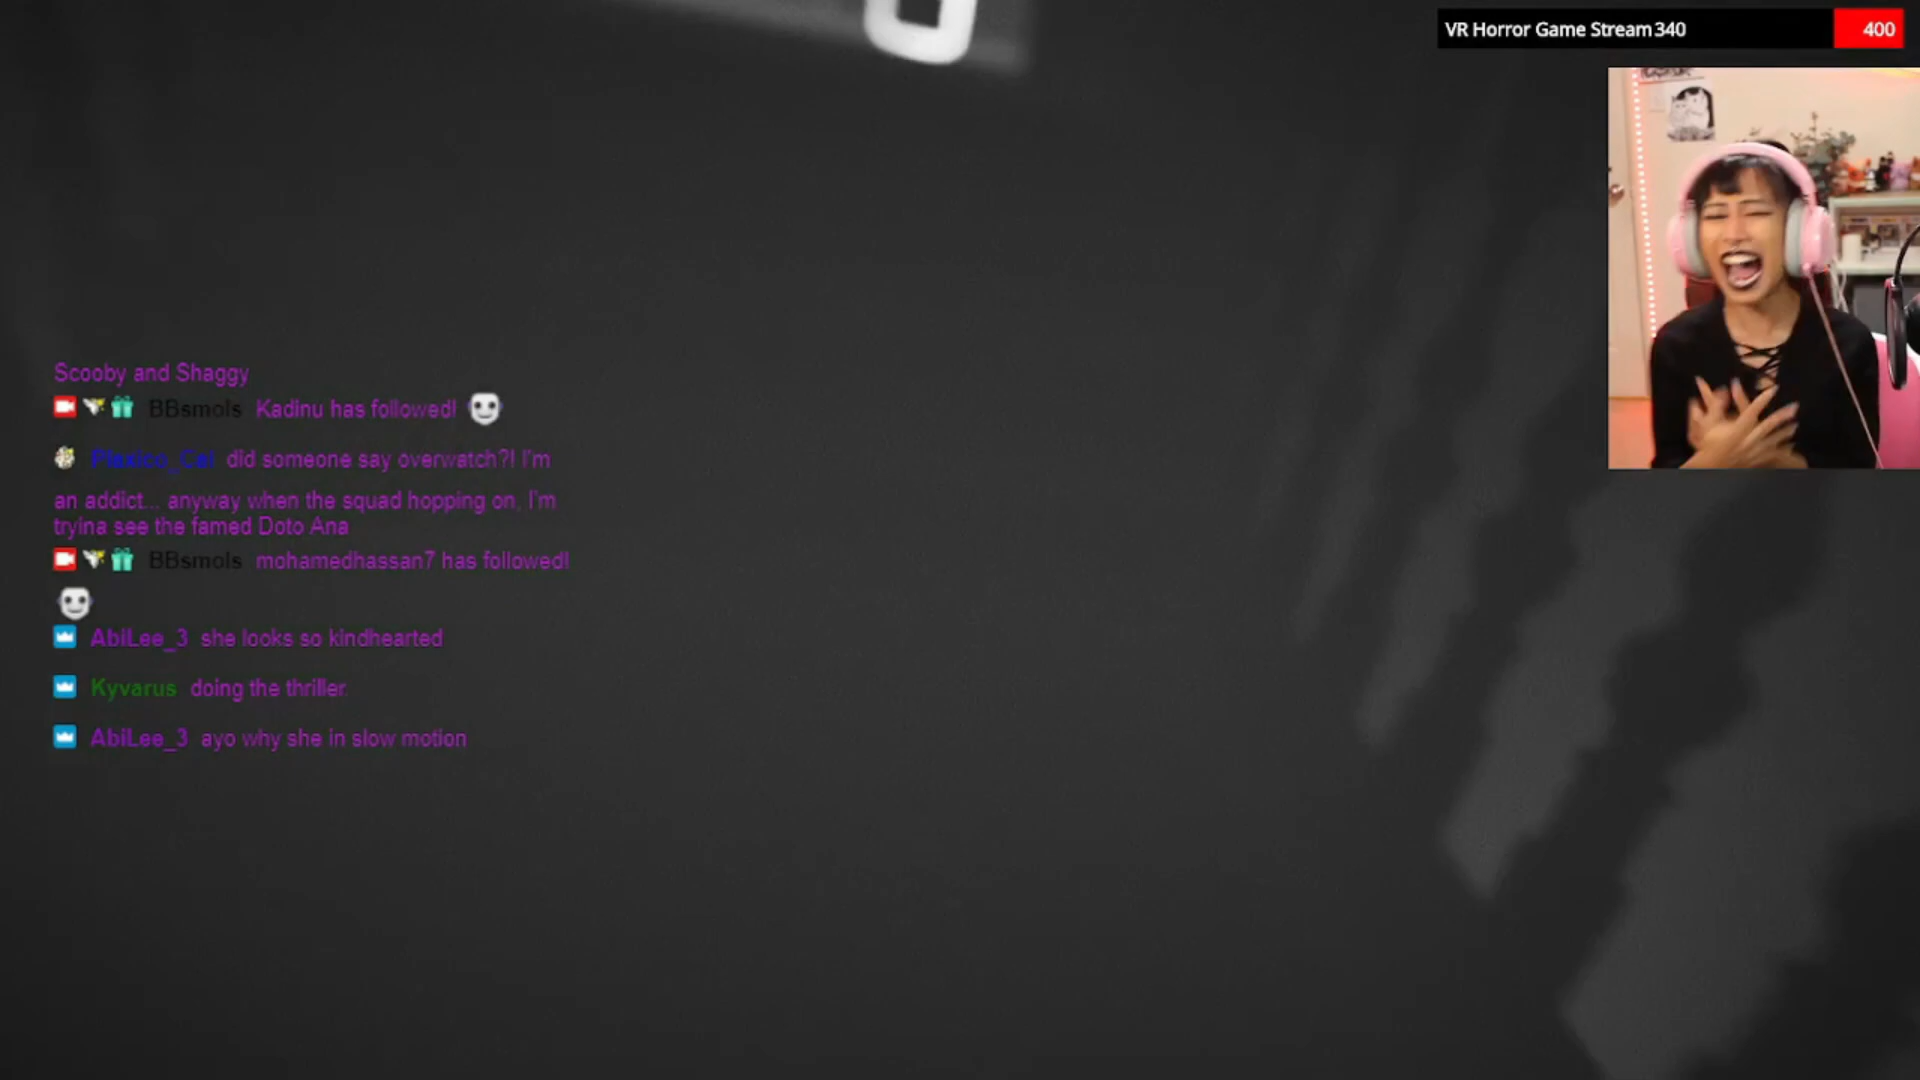 VR Horror Game Stream 340 400
Scooby and Shaggy
BBsmols Kadinu has followed!
Plexico_Cal did someone say overwatch?! I'm
an addict... anyway when the squad hopping on, I'm
tryina see the famed Doto Ana
BBsmols mohamedhassan7 has followed!
AbiLee_3 she looks so kindhearted
Kyvarus doing the thriller.
AbiLee_3 ayo why she in slow motion